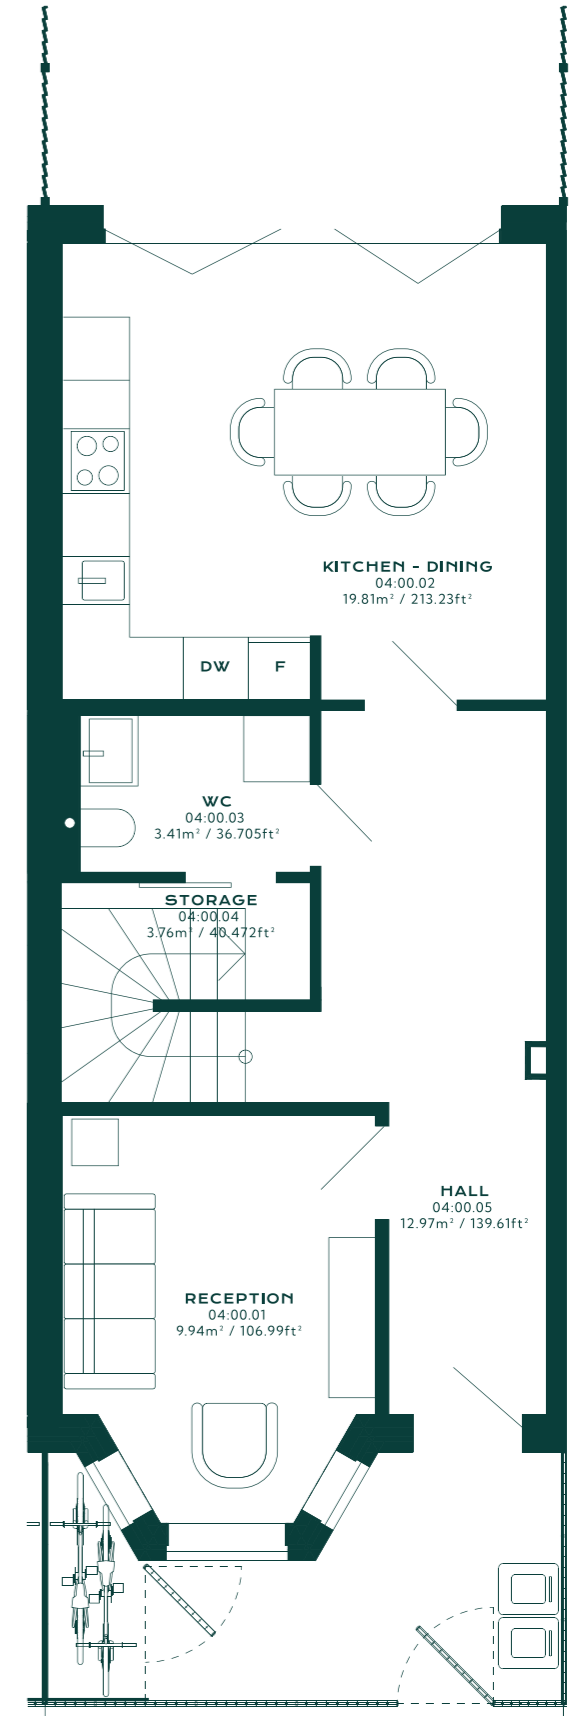 KITCHEN - DINING
04:00.02
19.81m² / 213.23ft²
DW
F
WC
04:00.03
3.41m² / 36.705ft²
STORAGE
04:00.04
3.76m² / 40.472ft²
HALL
04:00.05
12.97m² / 139.61ft²
RECEPTION
04:00.01
9.94m² / 106.99ft²